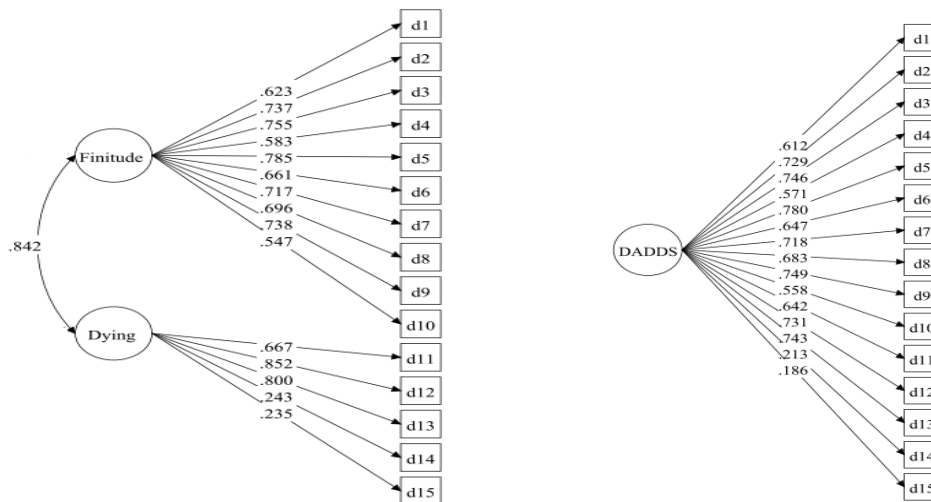 d1
d2
d3
d4
d5
d6
d7
d8
d9
d10
d11
d12
d13
d14
d15
Finitude
Dying
.842
.623
.737
.755
.583
.785
.661
.717
.696
.738
.547
.667
.852
.800
.243
.235
DADDS
.612
.729
.746
.571
.780
.647
.718
.683
.749
.558
.642
.731
.743
.213
.186
d1
d2
d3
d4
d5
d6
d7
d8
d9
d10
d11
d12
d13
d14
d15